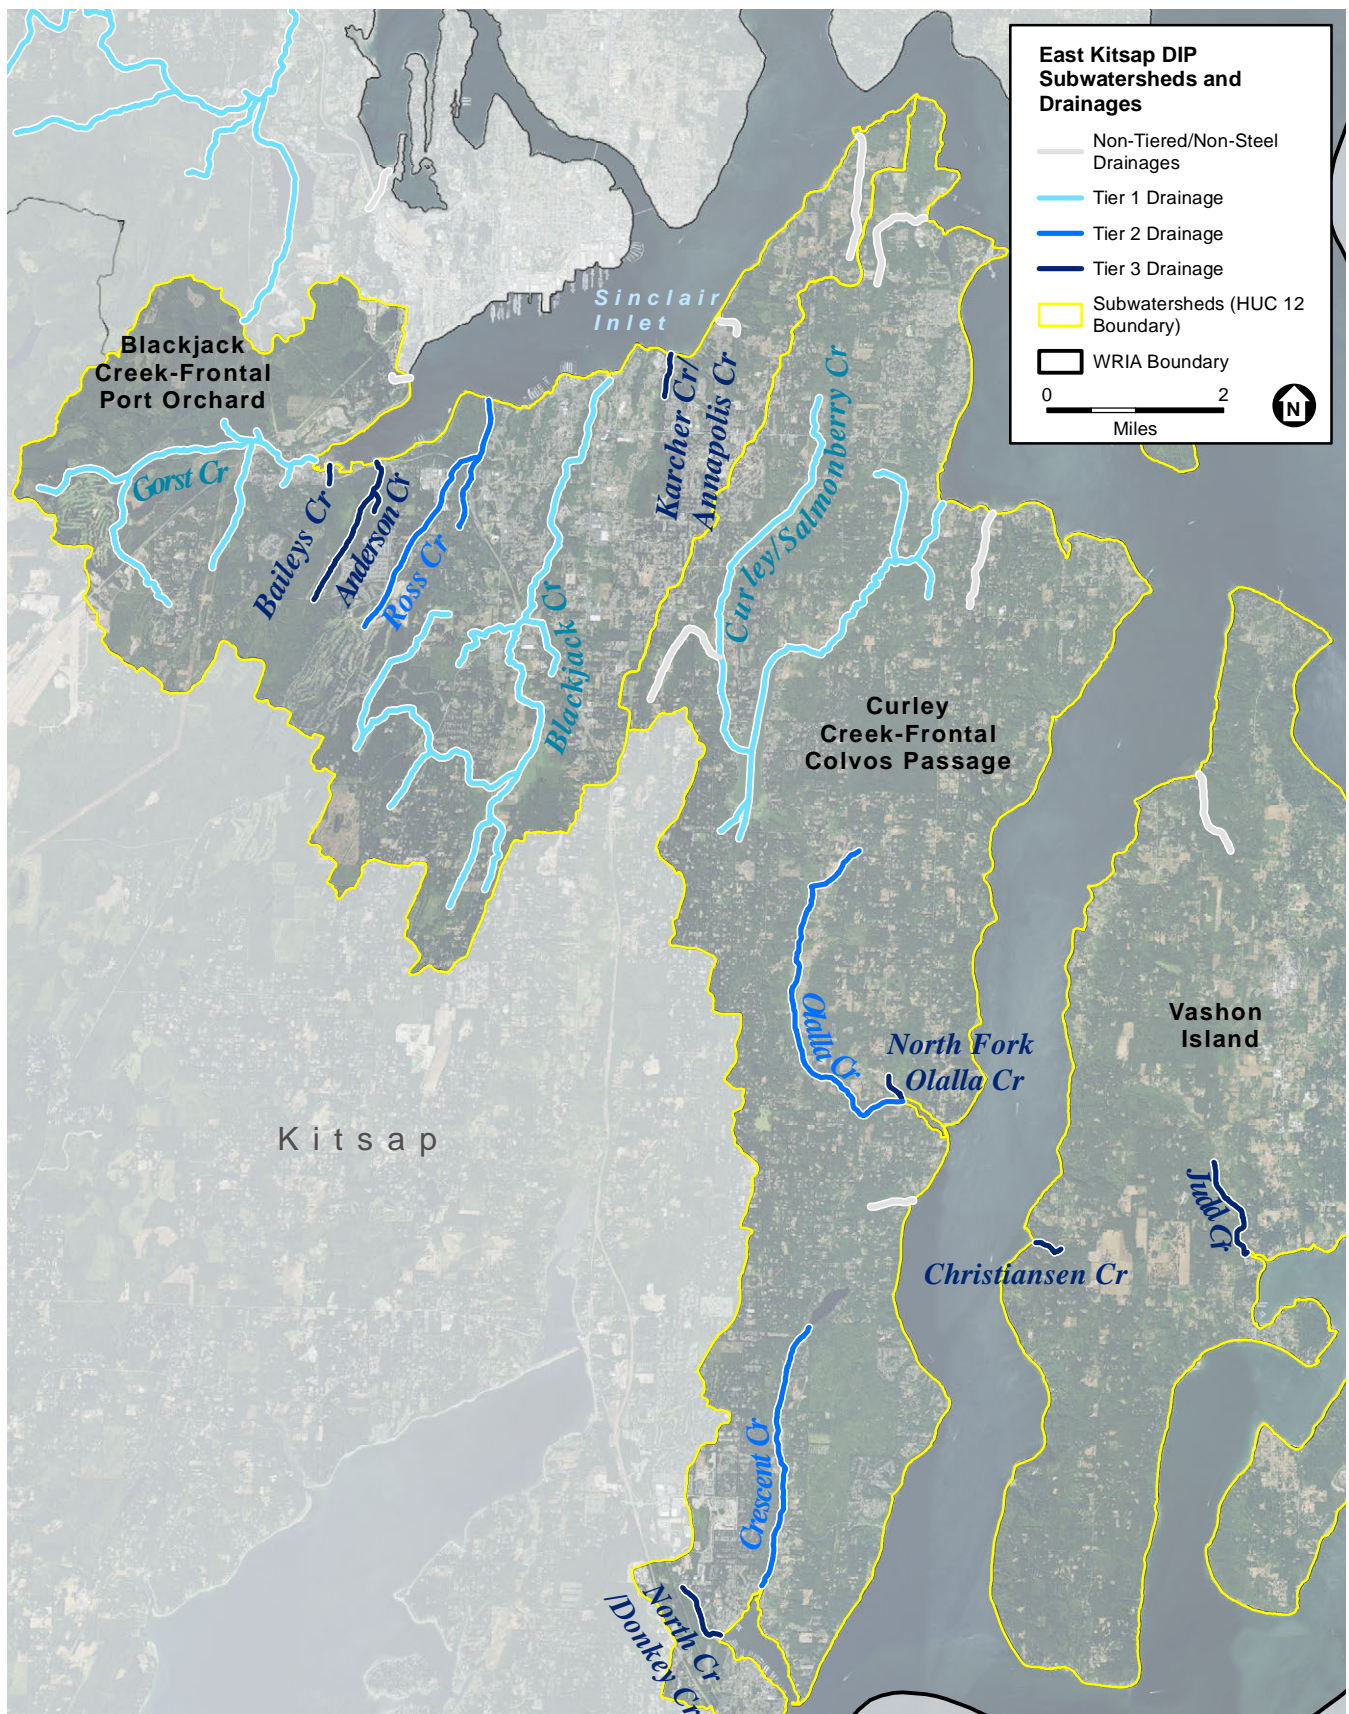 East Kitsap DIP
Subwatersheds and
Drainages
Non-Tiered/Non-Steel
Drainages
Tier 1 Drainage
Tier 2 Drainage
Tier 3 Drainage
Subwatersheds (HUC 12
Boundary)
WRIA Boundary
0 2
Miles
N
Sinclair
Inlet
Blackjack
Creek-Frontal
Port Orchard
Gorst Cr
Baileys Cr
Anderson Cr
Ross Cr
Blackjack Cr
Karcher Cr/
Annapolis Cr
Curley/Salmonberry Cr
Curley
Creek-Frontal
Colvos Passage
Olalla Cr
North Fork
Olalla Cr
Vashon
Island
Kitsap
Judd Cr
Christiansen Cr
Crescent Cr
North Cr
/Donkey Cr